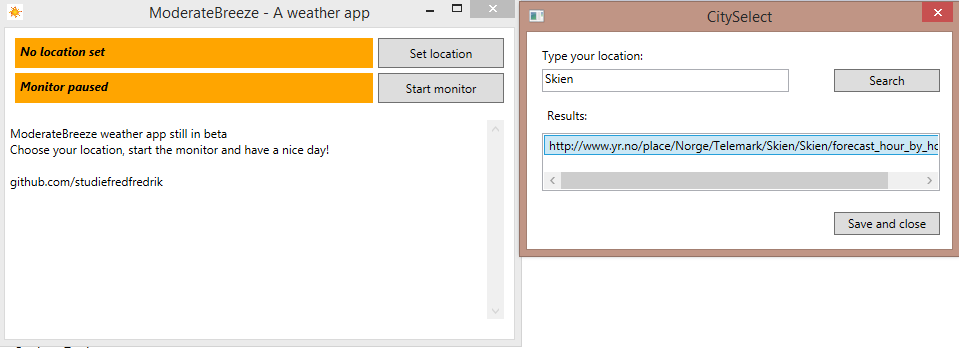 ModerateBreeze - A weather app
No location set
Set location
Monitor paused
Start monitor
ModerateBreeze weather app still in beta
Choose your location, start the monitor and have a nice day!
github.com/studiefredfredrik
CitySelect
Type your location:
Skien
Search
Results:
http://www.yr.no/place/Norge/Telemark/Skien/Skien/forecast_hour_by_ho
Save and close